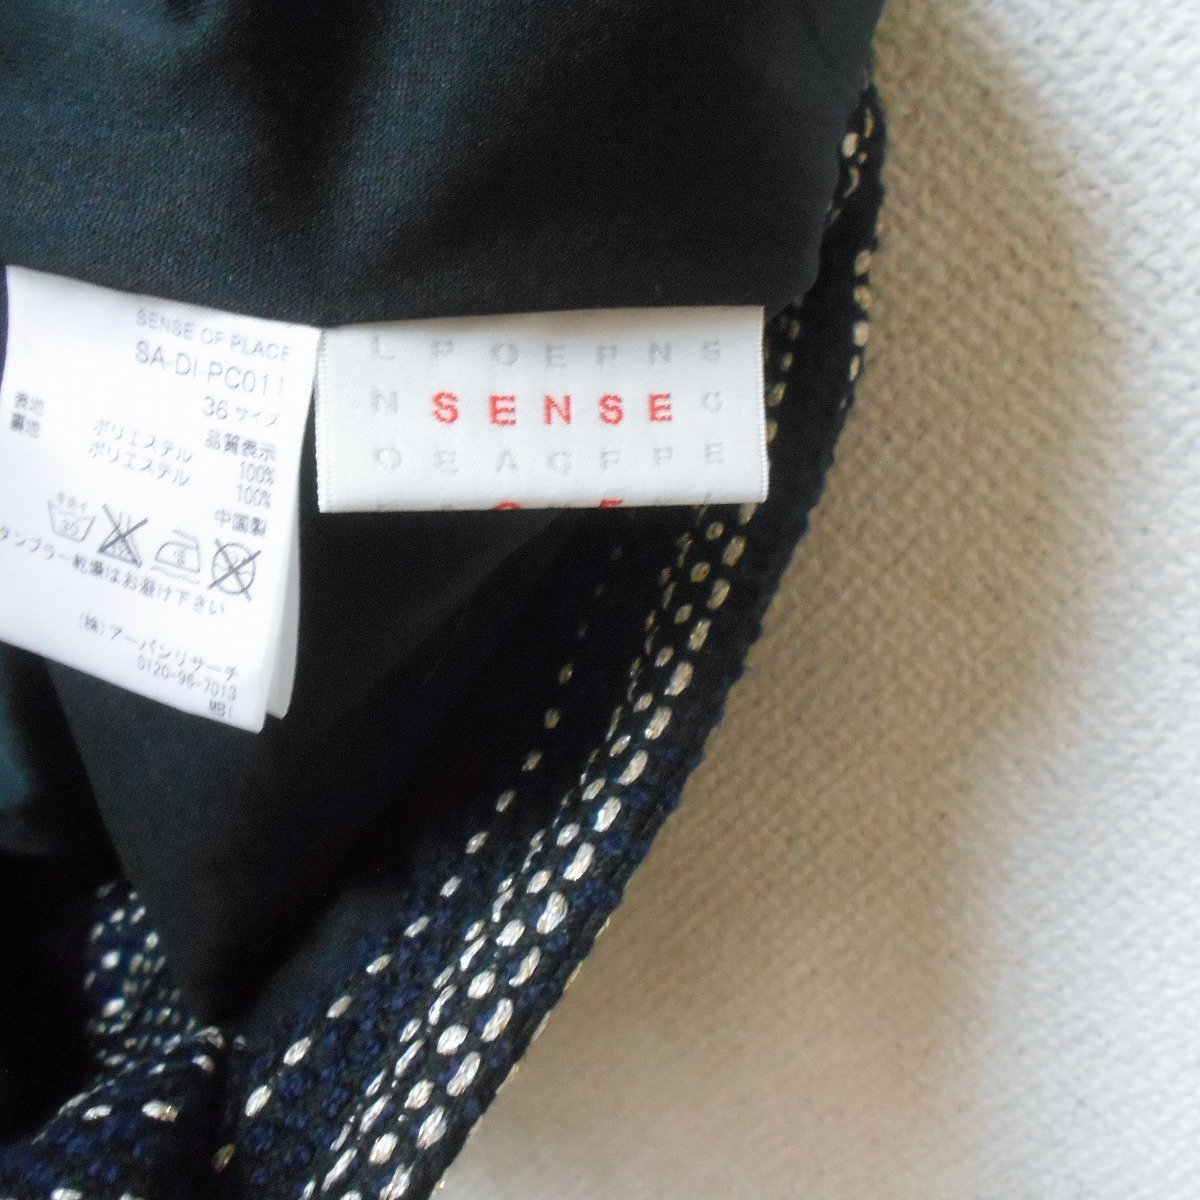 SENSE OF PLACE
SA-DI-PC011
36サイズ
品質表示
表地 ポリエステル 100%
裏地 ポリエステル 100%
中国製
タンブラー乾燥はお避け下さい
(株)アーバンリサーチ
0120-96-7013
MB1
L P O E P N S
N S E N S E C
O E A C F P E